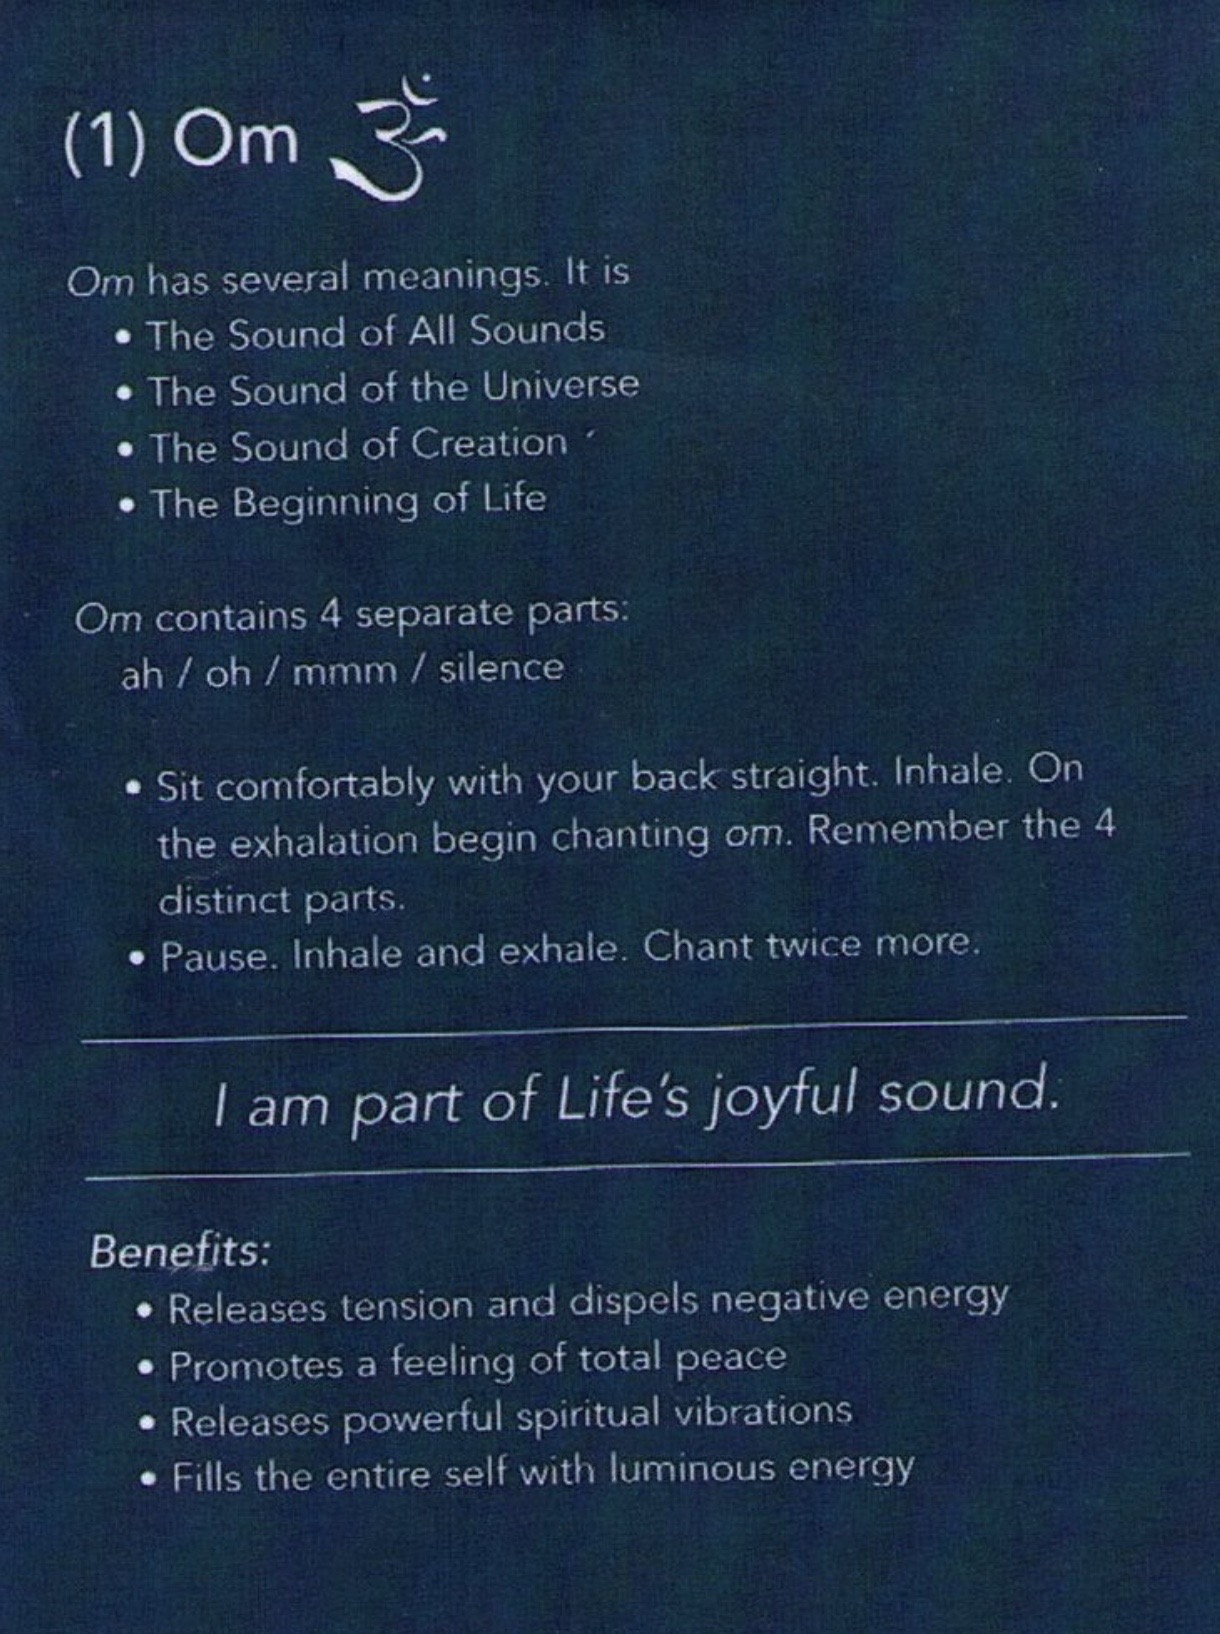 (1) Om ॐ
Om has several meanings. It is
• The Sound of All Sounds
• The Sound of the Universe
• The Sound of Creation
• The Beginning of Life
Om contains 4 separate parts:
ah / oh / mmm / silence
• Sit comfortably with your back straight. Inhale. On
the exhalation begin chanting om. Remember the 4
distinct parts.
• Pause. Inhale and exhale. Chant twice more.
I am part of Life's joyful sound.
Benefits:
• Releases tension and dispels negative energy
• Promotes a feeling of total peace
• Releases powerful spiritual vibrations
• Fills the entire self with luminous energy